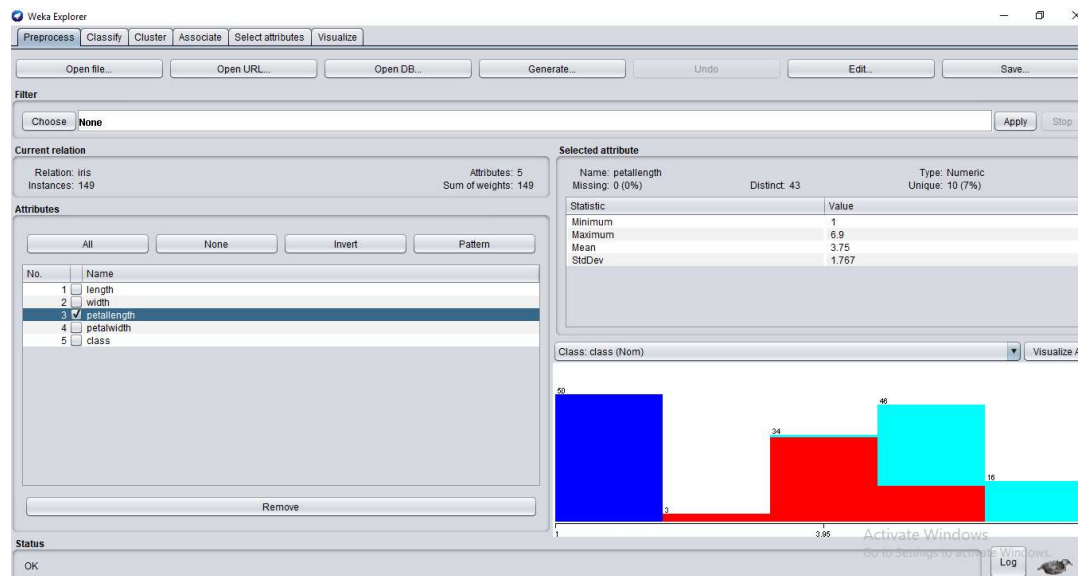 Weka Explorer
Preprocess Classify Cluster Associate Select attributes Visualize
Open file... Open URL... Open DB... Generate... Undo Edit... Save...
Filter
Choose None Apply Stop
Current relation
Relation: iris Attributes: 5
Instances: 149 Sum of weights: 149
Attributes
All None Invert Pattern
No. Name
1 length
2 width
3 petallength
4 petalwidth
5 class
Remove
Selected attribute
Name: petallength Type: Numeric
Missing: 0 (0%) Distinct: 43 Unique: 10 (7%)
Statistic Value
Minimum 1
Maximum 6.9
Mean 3.75
StdDev 1.767
Class: class (Nom) Visualize A
50
46
34
16
3
1 3.95
Activate Windows
Go to Settings to activate Windows.
Status
OK Log